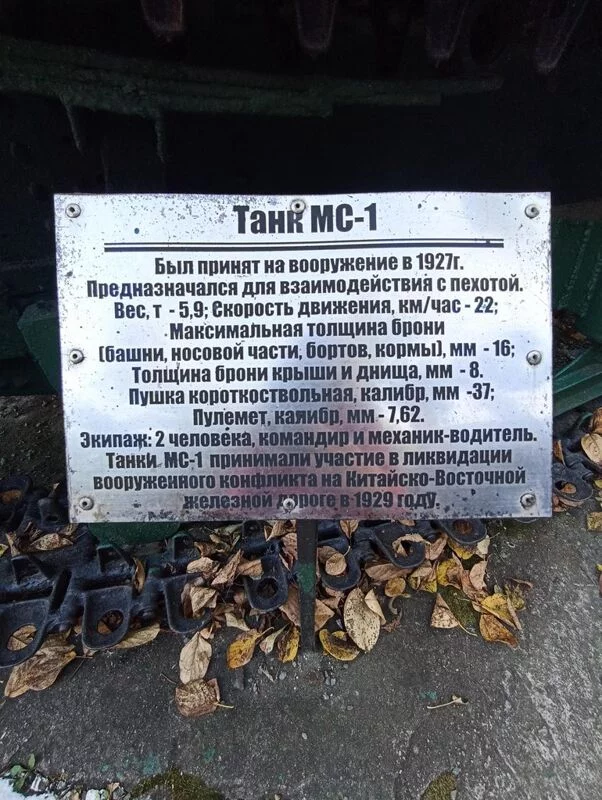 Танк МС-1
Был принят на вооружение в 1927г.
Предназначался для взаимодействия с пехотой.
Вес, т - 5,9; Скорость движения, км/час - 22;
Максимальная толщина брони
(башни, носовой части, бортов, кормы), мм - 16;
Толщина брони крыши и днища, мм - 8.
Пушка короткоствольная, калибр, мм -37;
Пулемет, калибр, мм - 7,62.
Экипаж: 2 человека, командир и механик-водитель.
Танки МС-1 принимали участие в ликвидации
вооруженного конфликта на Китайско-Восточной
железной дороге в 1929 году.